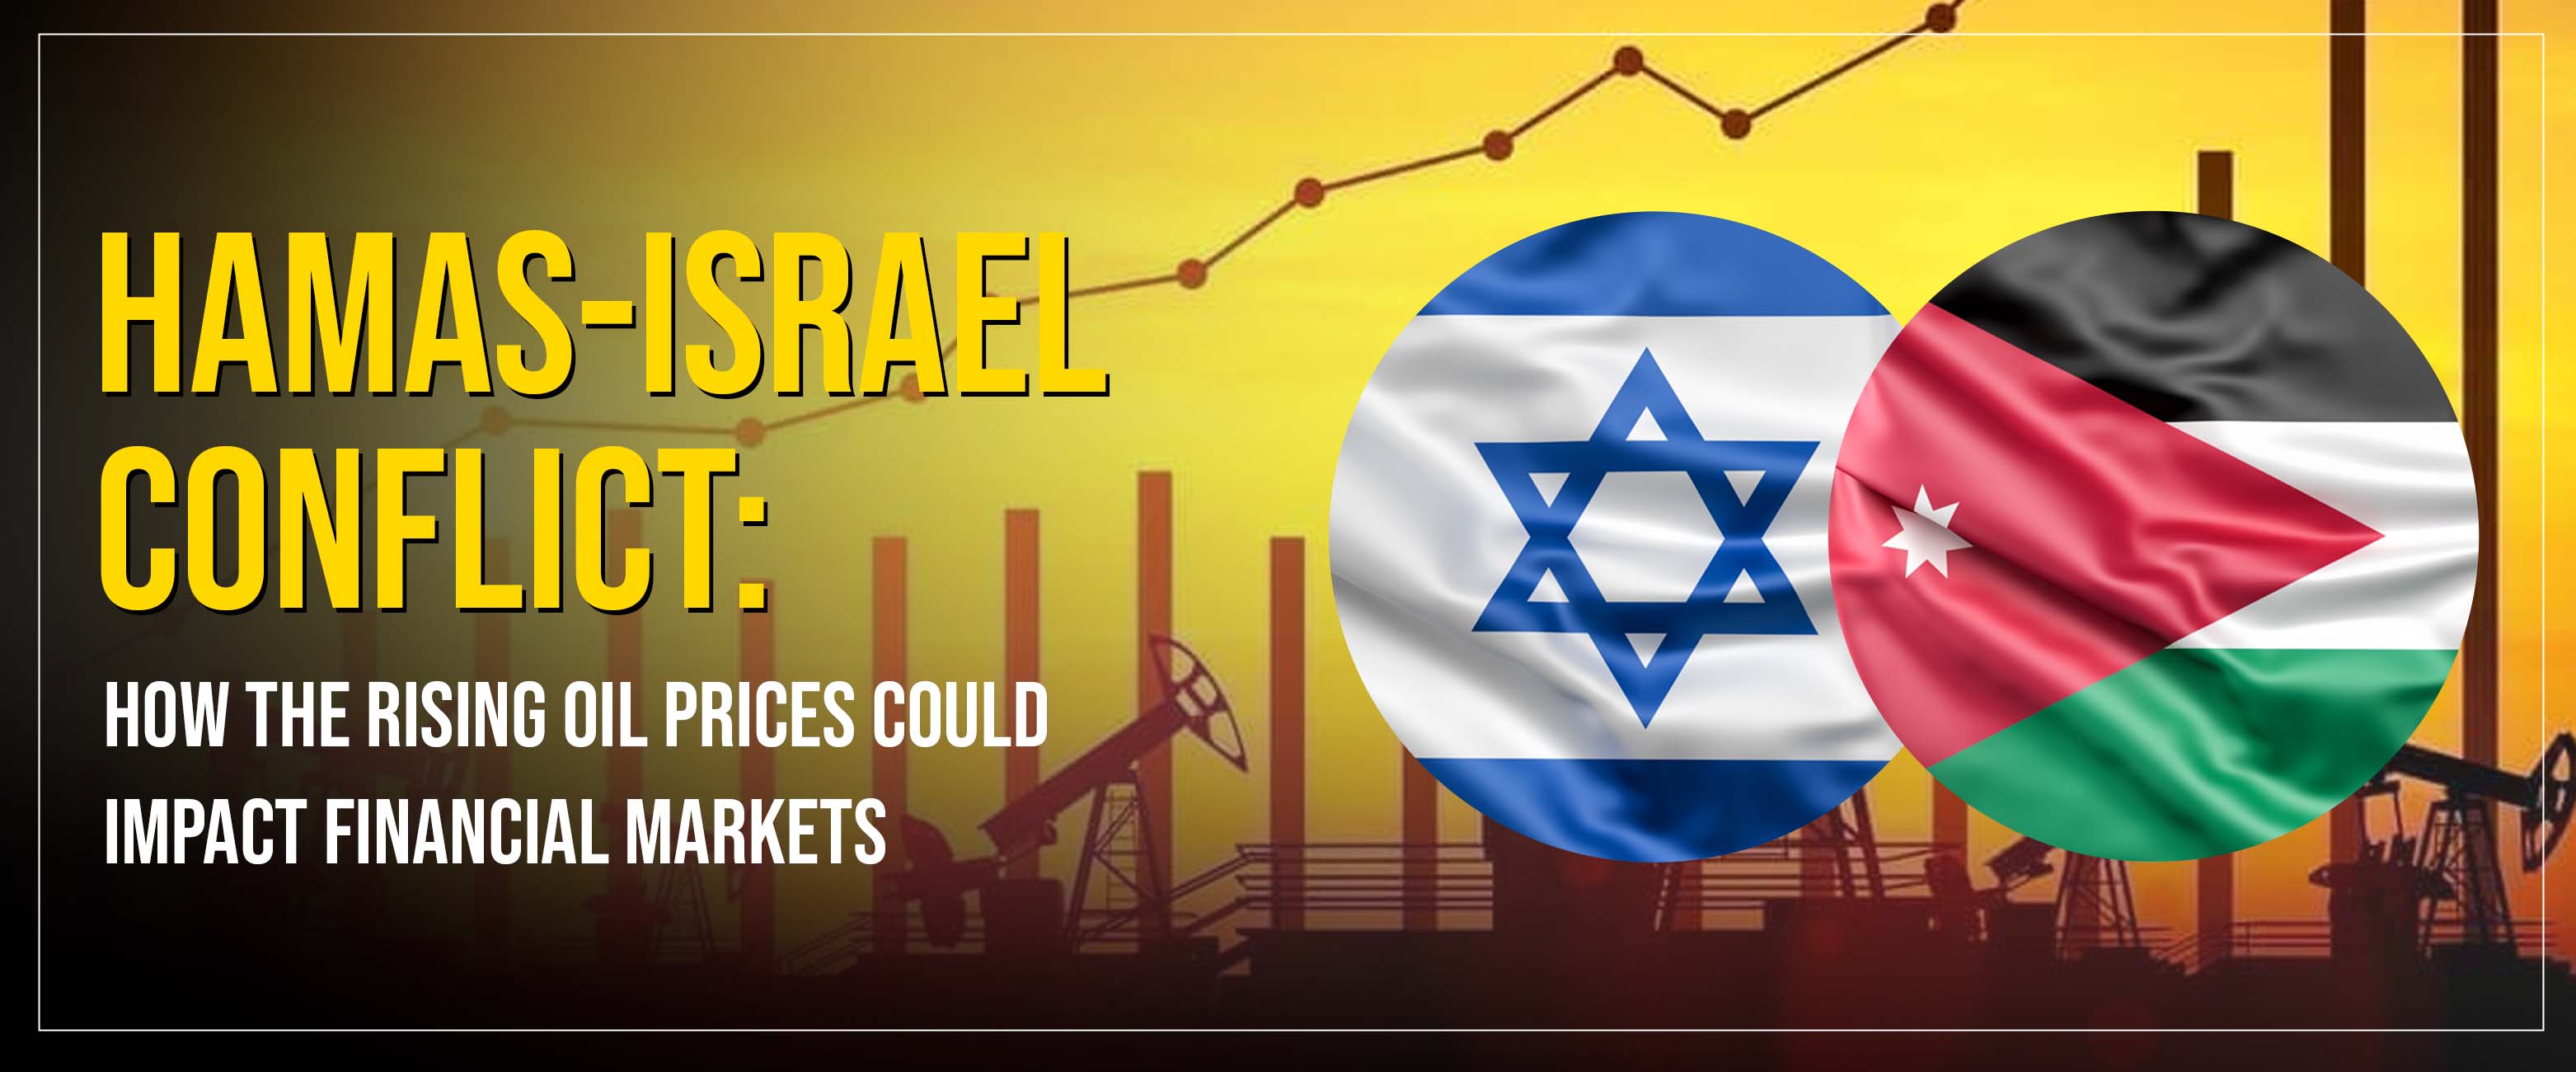 HAMAS-ISRAEL
CONFLICT:
HOW THE RISING OIL PRICES COULD
IMPACT FINANCIAL MARKETS